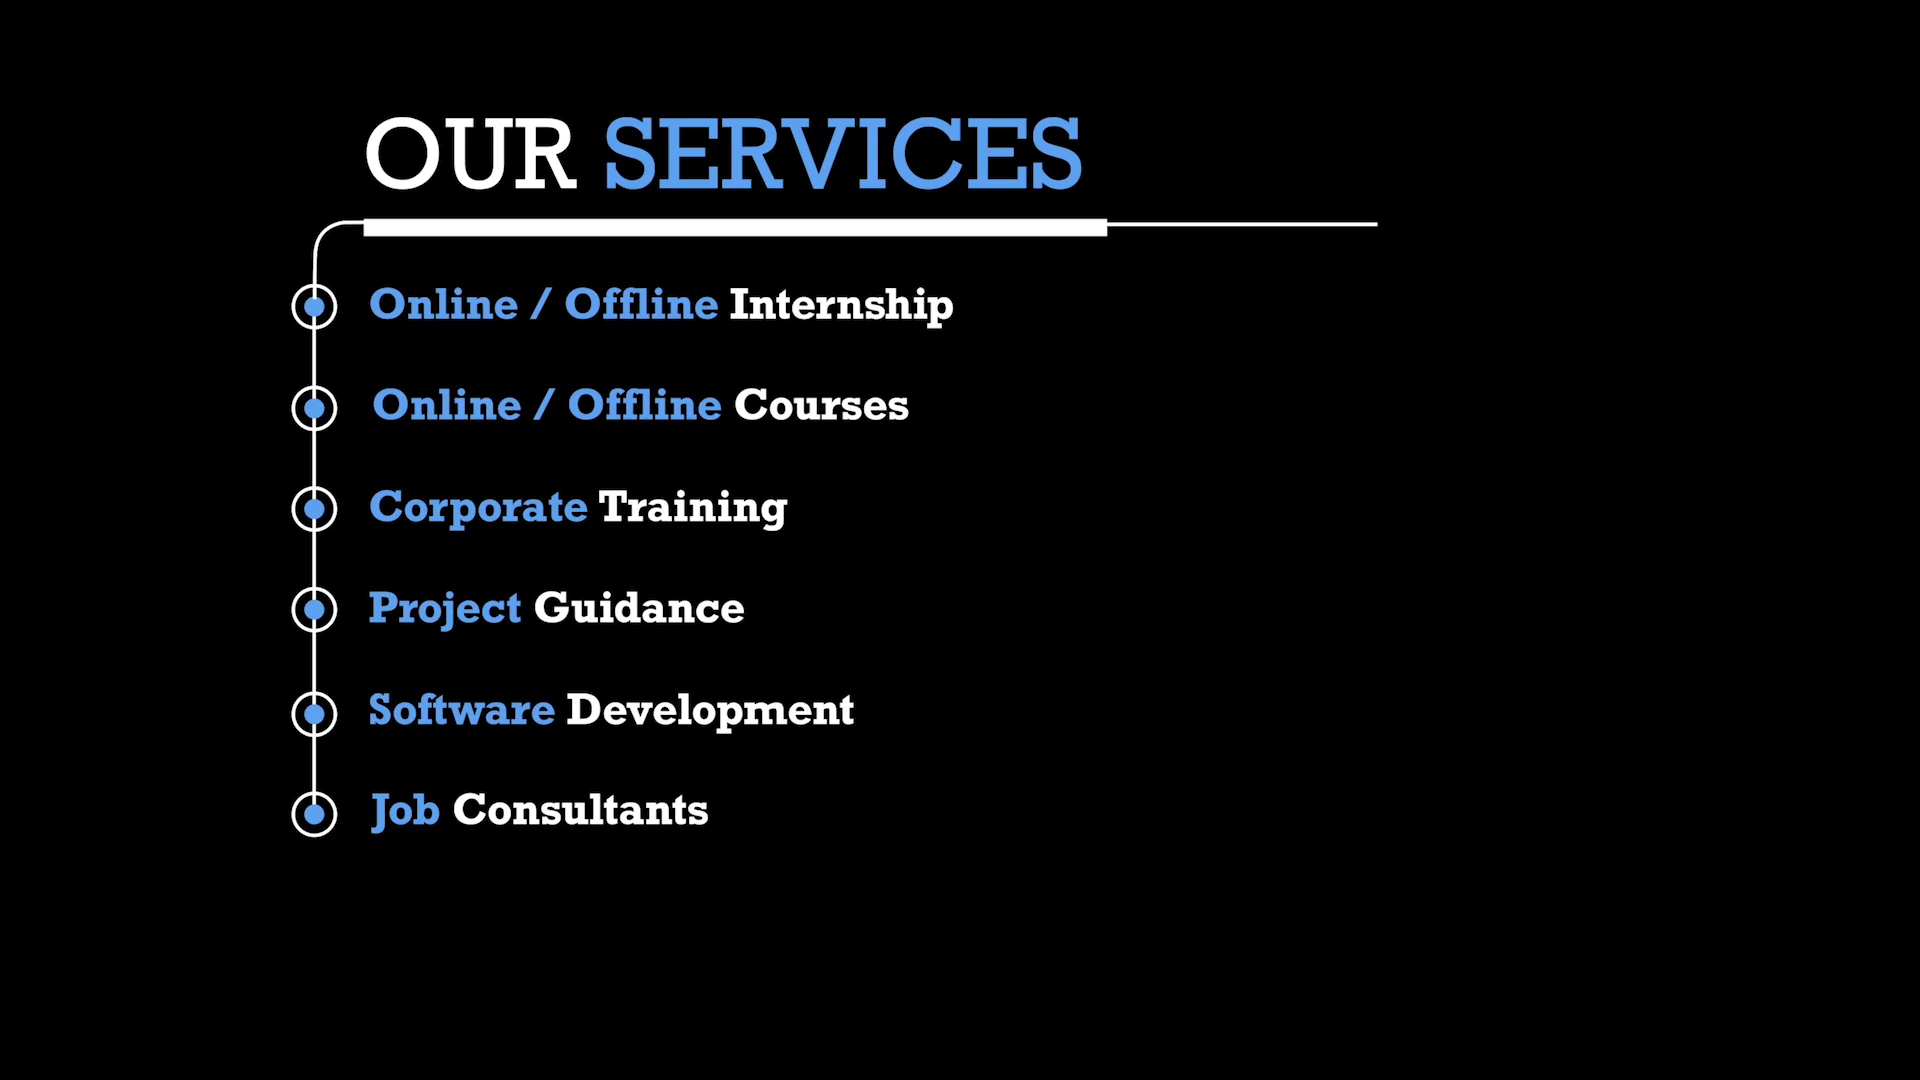 OUR SERVICES
Online / Offline Internship
Online / Offline Courses
Corporate Training
Project Guidance
Software Development
Job Consultants